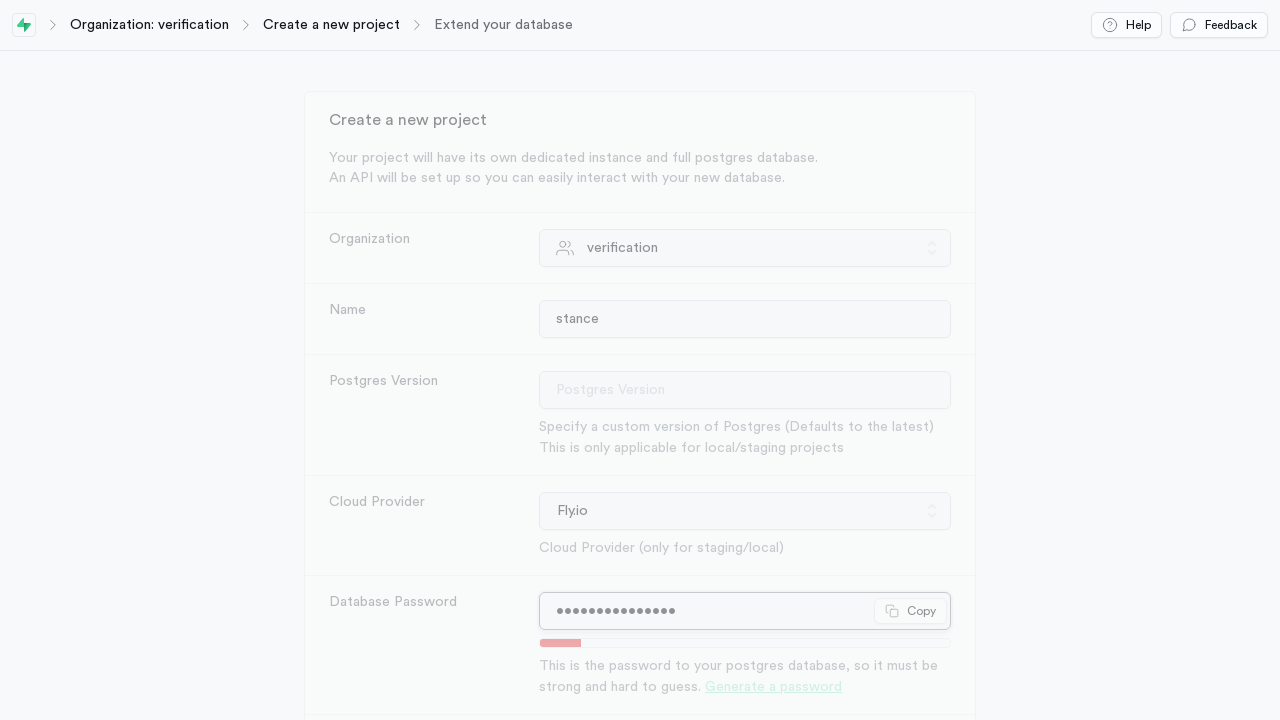 Organization: verification
Create a new project
Extend your database
Help
Feedback
Create a new project
Your project will have its own dedicated instance and full postgres database.
An API will be set up so you can easily interact with your new database.
Organization
verification
Name
stance
Postgres Version
Postgres Version
Specify a custom version of Postgres (Defaults to the latest)
This is only applicable for local/staging projects
Cloud Provider
Fly.io
Cloud Provider (only for staging/local)
Database Password
•••••••••••••••
Copy
This is the password to your postgres database, so it must be
strong and hard to guess. Generate a password